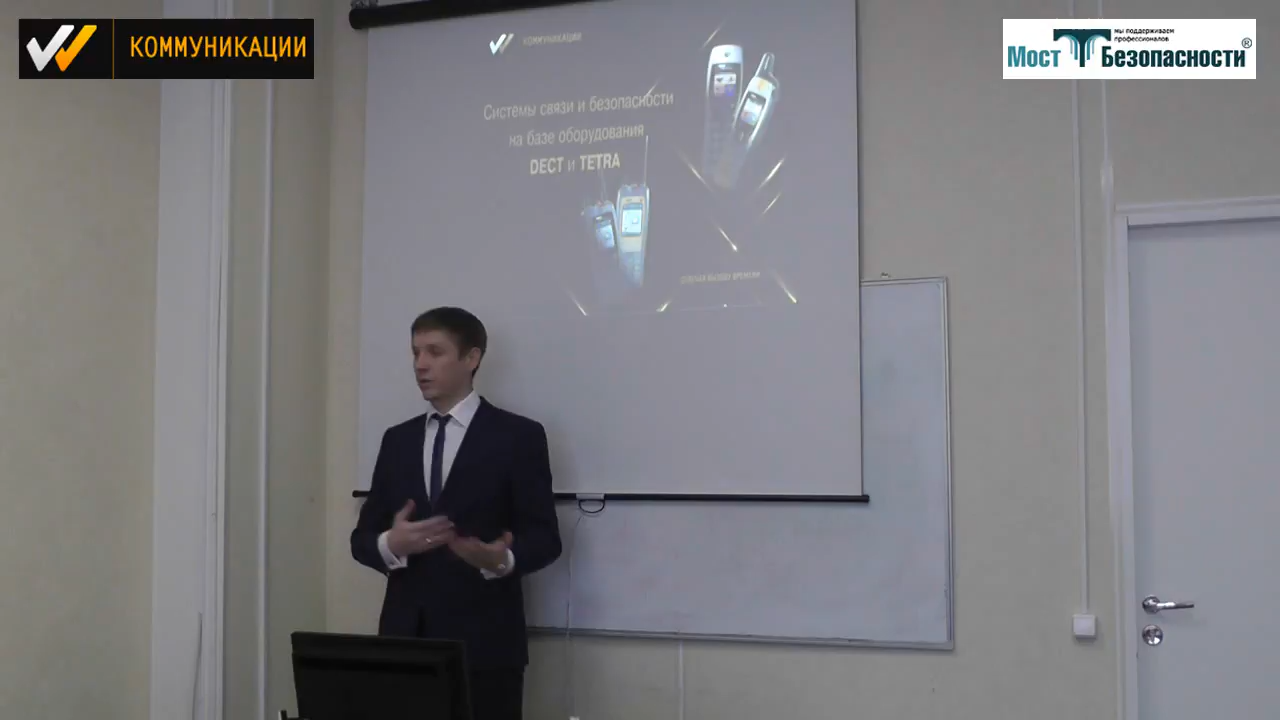 КОММУНИКАЦИИ
мы поддерживаем
профессионалов
Мост Безопасности®
КОММУНИКАЦИИ
Системы связи и безопасности
на базе оборудования
DECT и TETRA